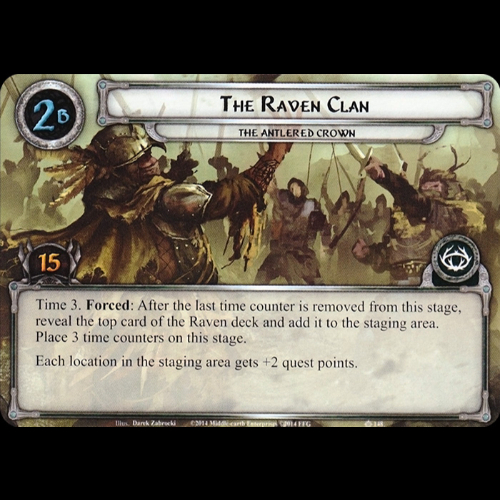 2B
THE RAVEN CLAN
THE ANTLERED CROWN
15
Time 3. Forced: After the last time counter is removed from this stage,
reveal the top card of the Raven deck and add it to the staging area.
Place 3 time counters on this stage.
Each location in the staging area gets +2 quest points.
Illus. Darek Zabrocki ©2014 Middle-earth Enterprises ©2014 FFG 148